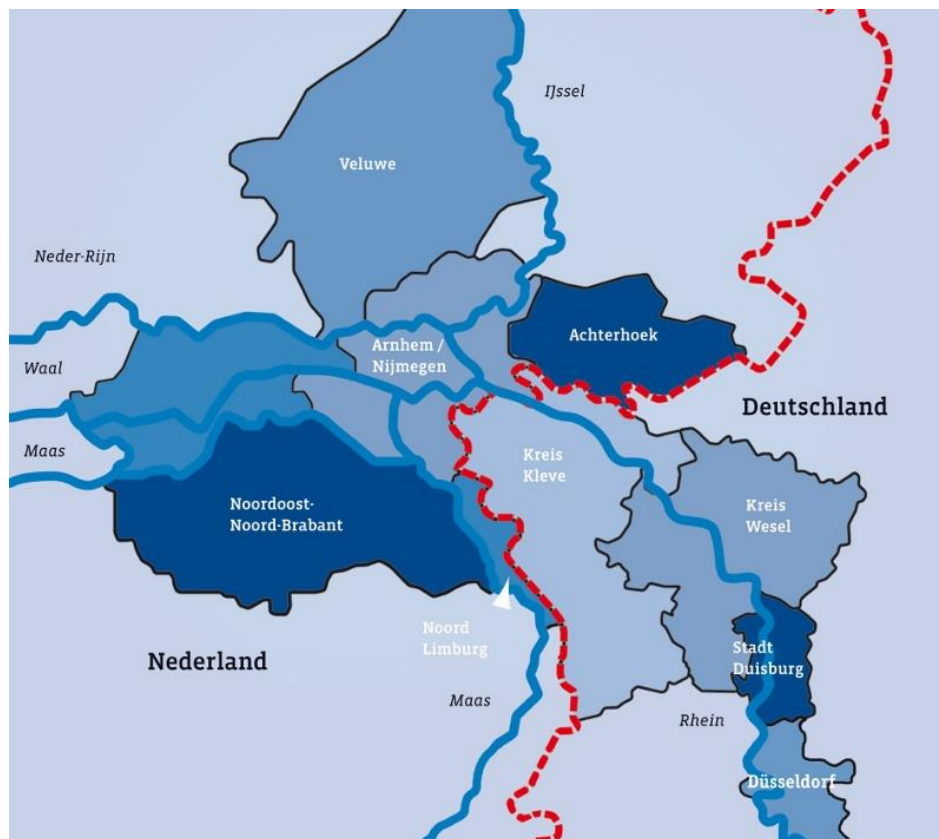 IJssel
Veluwe
Neder-Rijn
Achterhoek
Arnhem /
Nijmegen
Waal
Deutschland
Maas
Kreis
Kleve
Noordoost-
Noord-Brabant
Kreis
Wesel
Noord
Limburg
Stadt
Duisburg
Nederland
Maas
Rhein
Düsseldorf